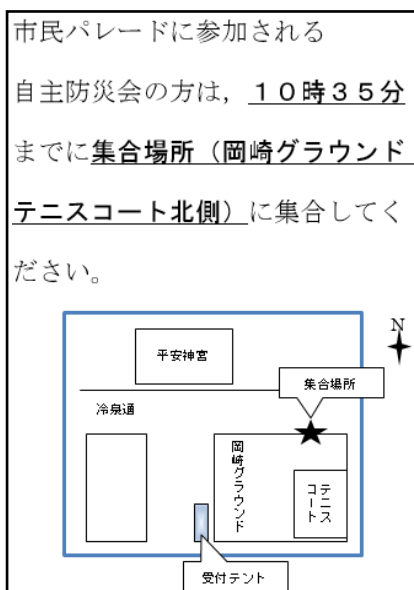 市民パレードに参加される
自主防災会の方は，１０時３５分
までに集合場所（岡崎グラウンド
テニスコート北側）に集合してく
ださい。
N
平安神宮
集合場所
冷泉通
岡崎グラウンド
テニス
コート
受付テント